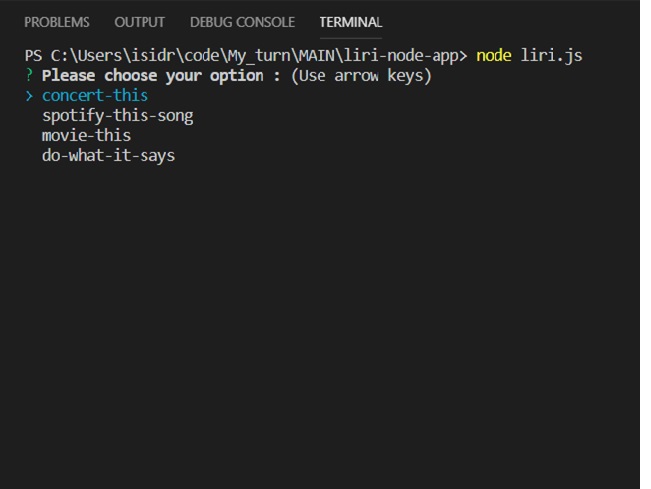 PROBLEMS OUTPUT DEBUG CONSOLE TERMINAL
PS C:\Users\isidr\code\My_turn\MAIN\liri-node-app> node liri.js
? Please choose your option : (Use arrow keys)
> concert-this
spotify-this-song
movie-this
do-what-it-says